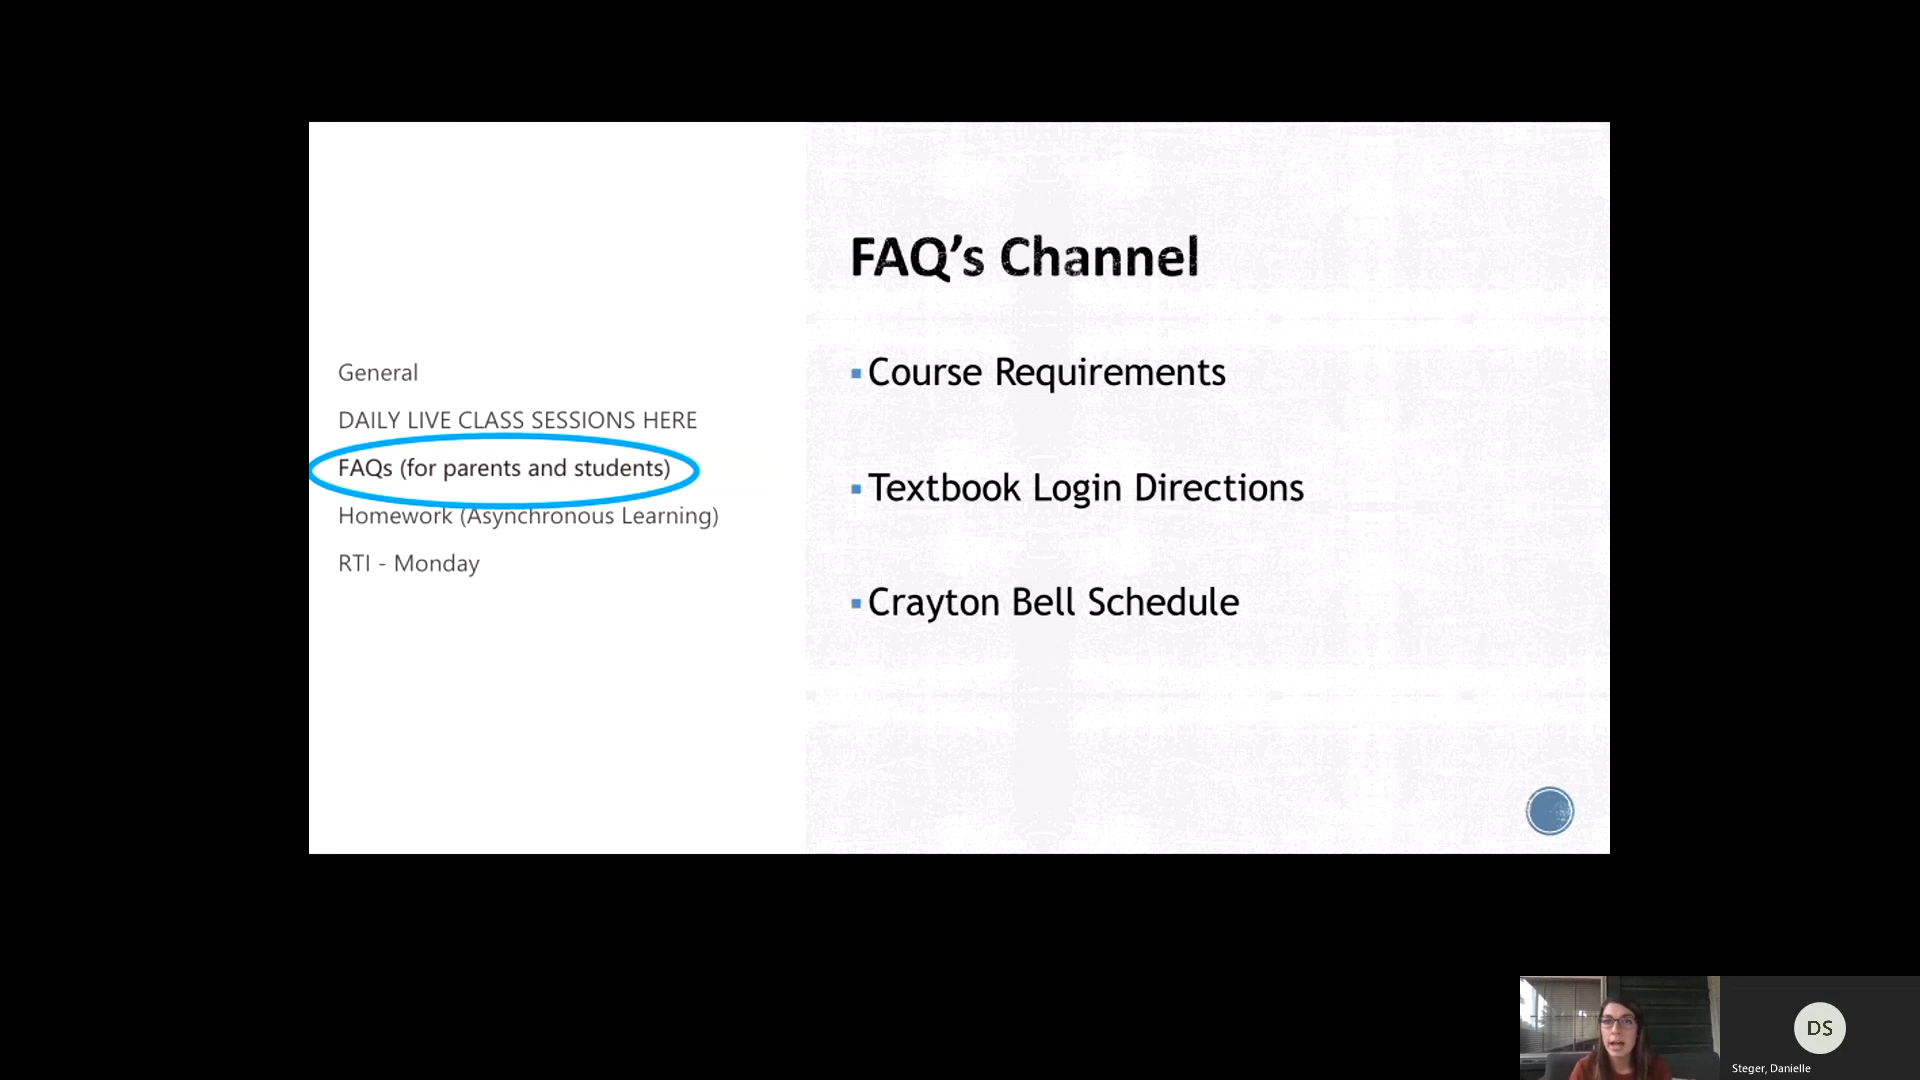 General
DAILY LIVE CLASS SESSIONS HERE
FAQs (for parents and students)
Homework (Asynchronous Learning)
RTI - Monday
FAQ’s Channel
Course Requirements
Textbook Login Directions
Crayton Bell Schedule
DS
Steger, Danielle